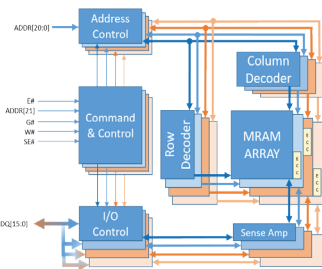 Address
Control
ADDR[20:0]
Column
Decoder
E#
ADDR[21]
G#
W#
SE#
Command
& Control
Row
Decoder
MRAM
ARRAY
ECC
ECC
ECC
DQ[15:0]
I/O
Control
Sense Amp